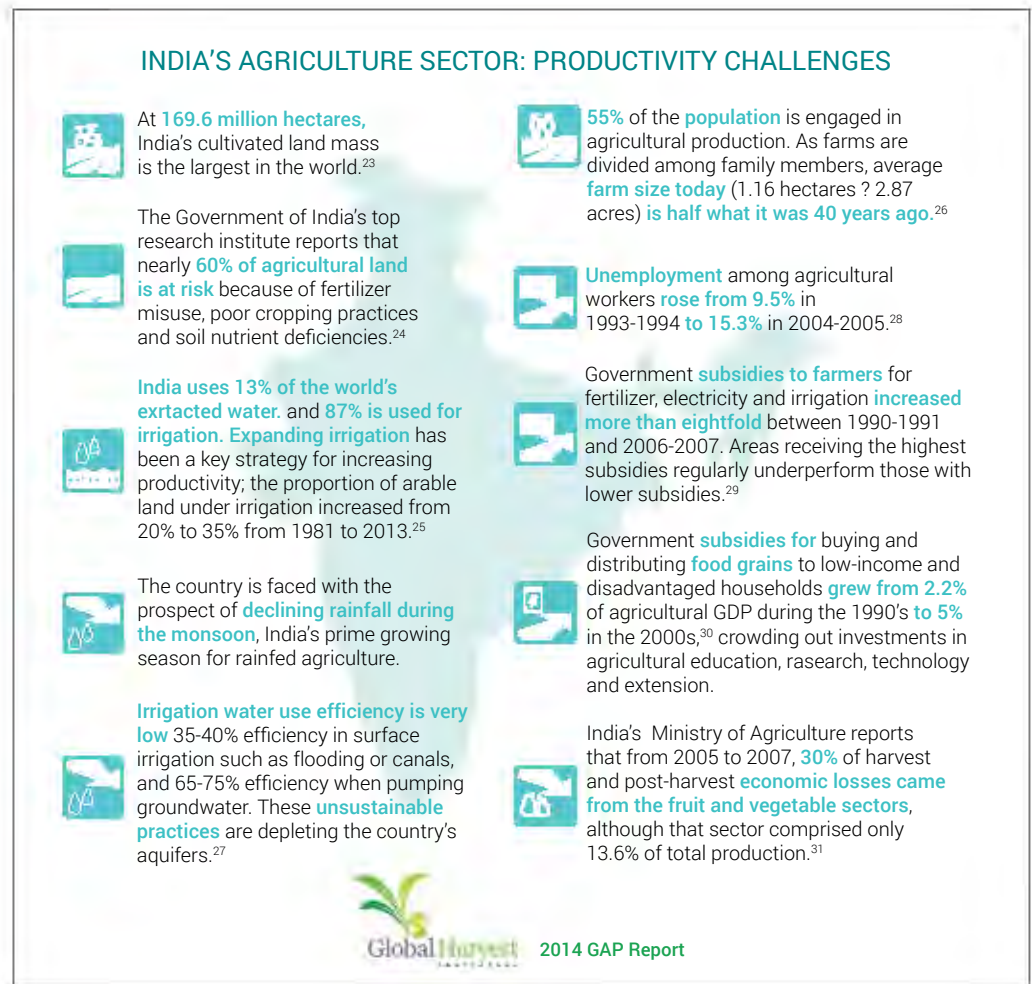 INDIA'S AGRICULTURE SECTOR: PRODUCTIVITY CHALLENGES
At 169.6 million hectares,
India's cultivated land mass
is the largest in the world.23
The Government of India's top
research institute reports that
nearly 60% of agricultural land
is at risk because of fertilizer
misuse, poor cropping practices
and soil nutrient deficiencies.24
India uses 13% of the world's
exrtacted water. and 87% is used for
irrigation. Expanding irrigation has
been a key strategy for increasing
productivity; the proportion of arable
land under irrigation increased from
20% to 35% from 1981 to 2013.25
The country is faced with the
prospect of declining rainfall during
the monsoon, India's prime growing
season for rainfed agriculture.
Irrigation water use efficiency is very
low 35-40% efficiency in surface
irrigation such as flooding or canals,
and 65-75% efficiency when pumping
groundwater. These unsustainable
practices are depleting the country's
aquifers.27
55% of the population is engaged in
agricultural production. As farms are
divided among family members, average
farm size today (1.16 hectares ? 2.87
acres) is half what it was 40 years ago.26
Unemployment among agricultural
workers rose from 9.5% in
1993-1994 to 15.3% in 2004-2005.28
Government subsidies to farmers for
fertilizer, electricity and irrigation increased
more than eightfold between 1990-1991
and 2006-2007. Areas receiving the highest
subsidies regularly underperform those with
lower subsidies.29
Government subsidies for buying and
distributing food grains to low-income and
disadvantaged households grew from 2.2%
of agricultural GDP during the 1990's to 5%
in the 2000s,30 crowding out investments in
agricultural education, rasearch, technology
and extension.
India's Ministry of Agriculture reports
that from 2005 to 2007, 30% of harvest
and post-harvest economic losses came
from the fruit and vegetable sectors,
although that sector comprised only
13.6% of total production.31
Global Harvest
2014 GAP Report